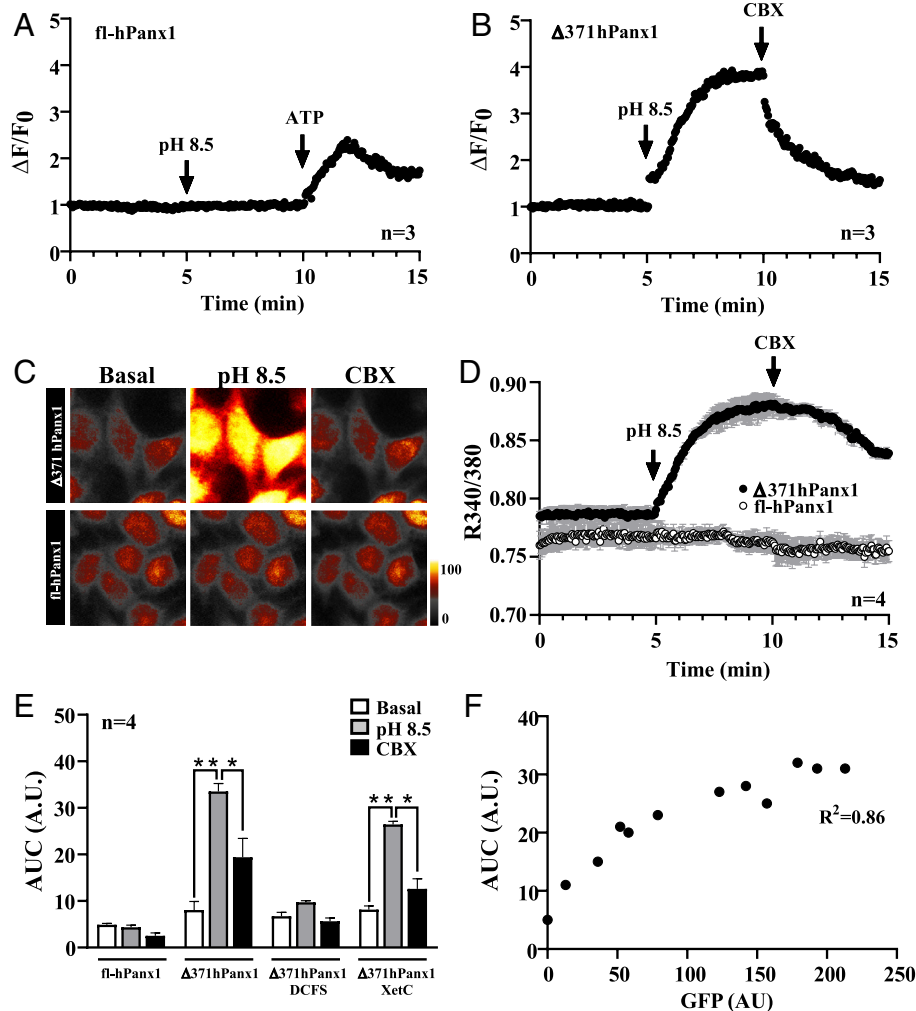 A
fl-hPanx1
5
4
3
2
1
0
ΔF/F0
pH 8.5
ATP
n=3
0 5 10 15
Time (min)
B
Δ371hPanx1
CBX
5
4
3
2
1
0
ΔF/F0
pH 8.5
n=3
0 5 10 15
Time (min)
C
Basal pH 8.5 CBX
Δ371 hPanx1
fl-hPanx1
100
0
D
CBX
0.90
0.85
0.80
0.75
0.70
R340/380
pH 8.5
Δ371hPanx1
fl-hPanx1
n=4
0 5 10 15
Time (min)
E
n=4
Basal
pH 8.5
CBX
50
40
30
20
10
0
AUC (A.U.)
** *
** *
fl-hPanx1
Δ371hPanx1
Δ371hPanx1
DCFS
Δ371hPanx1
XetC
F
40
30
20
10
0
AUC (A.U.)
R²=0.86
0 50 100 150 200 250
GFP (AU)